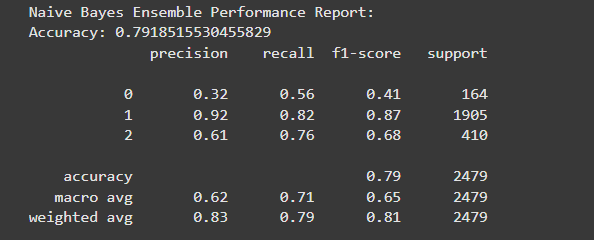 Naive Bayes Ensemble Performance Report:
Accuracy: 0.7918515530455829
precision recall f1-score support
0 0.32 0.56 0.41 164
1 0.92 0.82 0.87 1905
2 0.61 0.76 0.68 410
accuracy 0.79 2479
macro avg 0.62 0.71 0.65 2479
weighted avg 0.83 0.79 0.81 2479